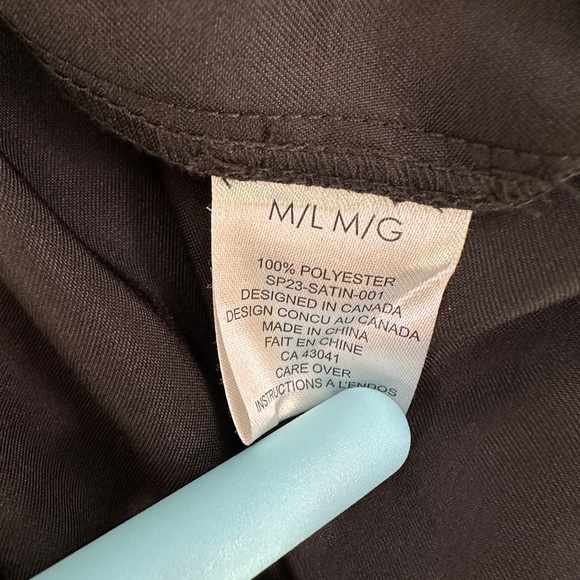 M/L M/G
100% POLYESTER
SP23-SATIN-001
DESIGNED IN CANADA
DESIGN CONCU AU CANADA
MADE IN CHINA
FAIT EN CHINE
CA 43041
CARE OVER
INSTRUCTIONS A L'ENDOS